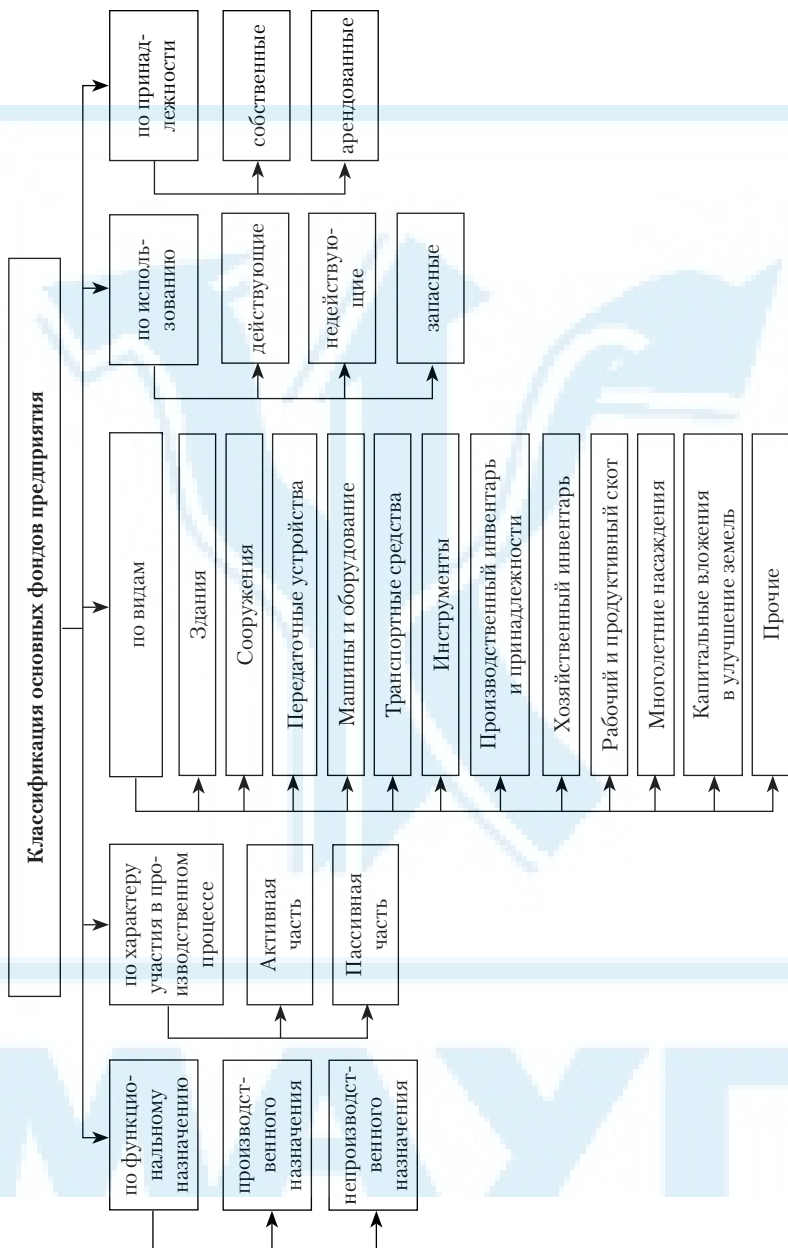 Классификация основных фондов предприятия
по функцио-
нальному
назначению
производст-
венного
назначения
непроизводст-
венного
назначения
по характеру
участия в про-
изводственном
процессе
Активная
часть
Пассивная
часть
по видам
Здания
Сооружения
Передаточные устройства
Машины и оборудование
Транспортные средства
Инструменты
Производственный инвентарь
и принадлежности
Хозяйственный инвентарь
Рабочий и продуктивный скот
Многолетние насаждения
Капитальные вложения
в улучшение земель
Прочие
по исполь-
зованию
действующие
недействую-
щие
запасные
по принад-
лежности
собственные
арендованные
МАУП